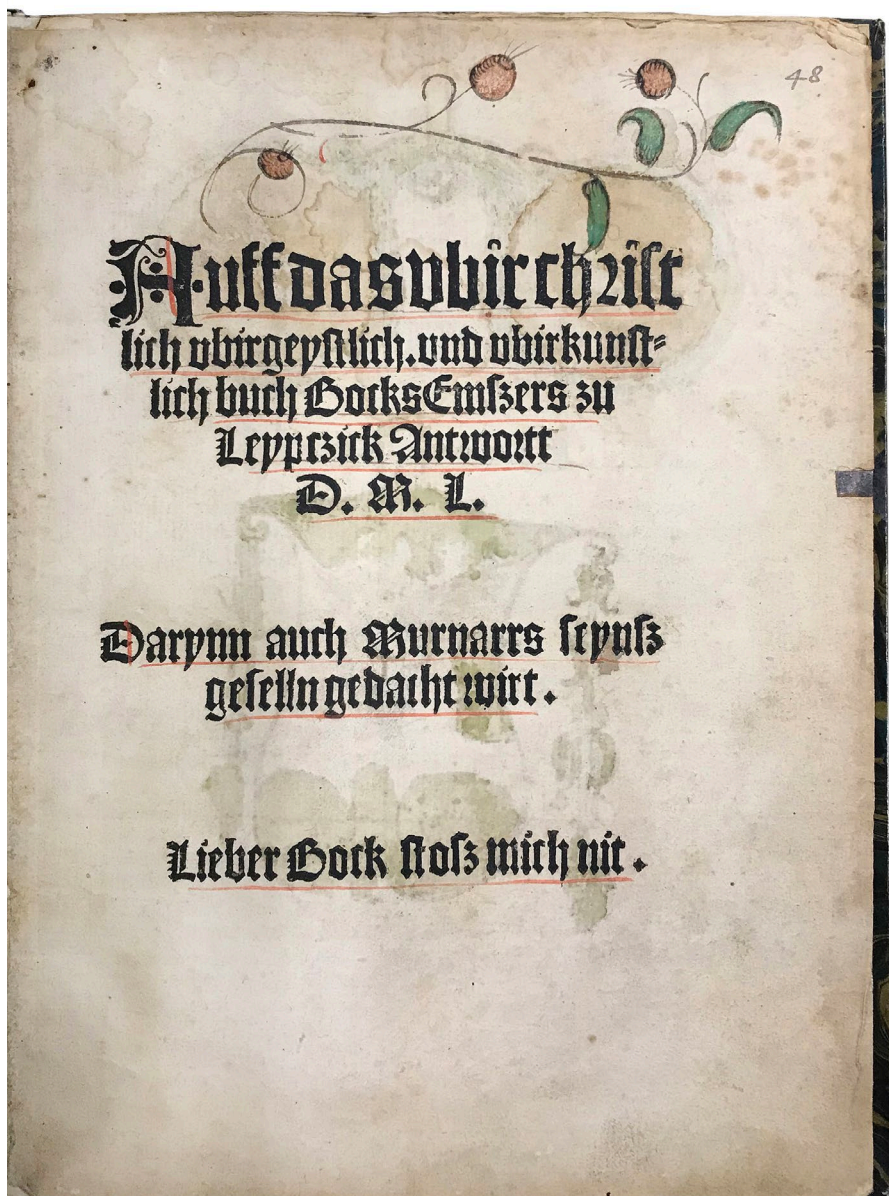 48
Auff das vbirchrist
lich vbirgeystlich. vnd vbirkunst⸗
lich buch Bocks Emszers zu
Leypczick Antwortt
D. M. L.
Darynn auch Murnarrs seynsz
geselln gedacht wirt.
Lieber Bock stosz mich nit.